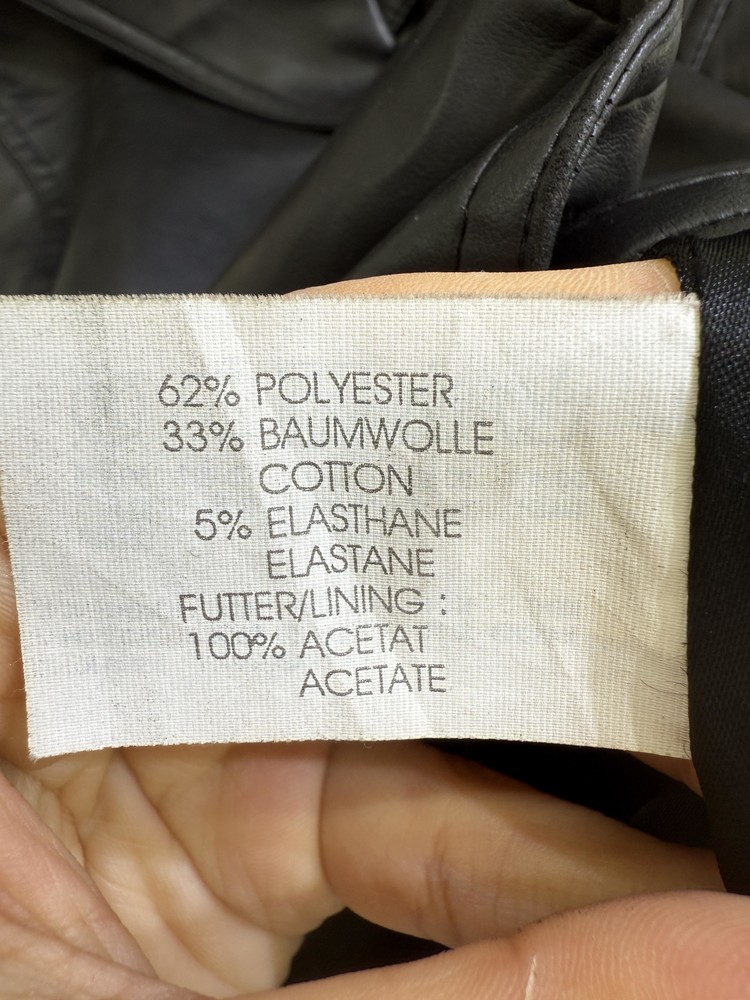 62% POLYESTER
33% BAUMWOLLE
COTTON
5% ELASTHANE
ELASTANE
FUTTER/LINING :
100% ACETAT
ACETATE